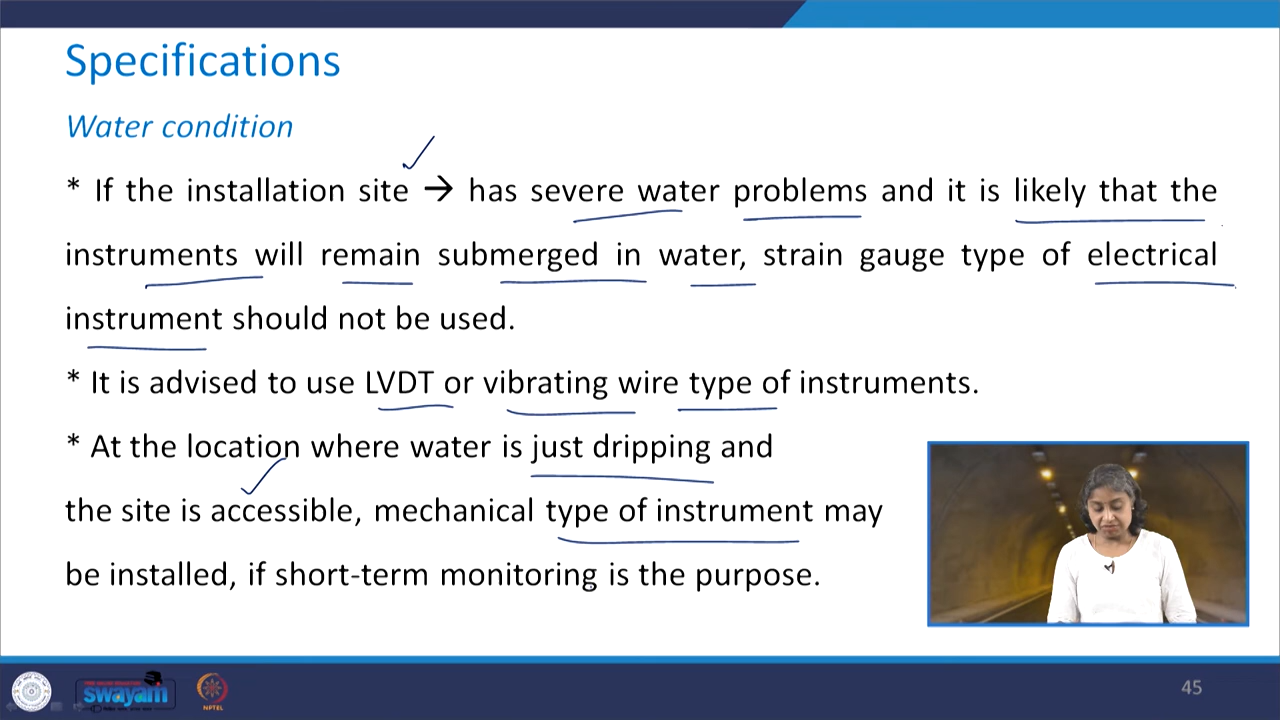 Specifications
Water condition
* If the installation site → has severe water problems and it is likely that the
instruments will remain submerged in water, strain gauge type of electrical
instrument should not be used.
* It is advised to use LVDT or vibrating wire type of instruments.
* At the location where water is just dripping and
the site is accessible, mechanical type of instrument may
be installed, if short-term monitoring is the purpose.
swayam
NPTEL
45